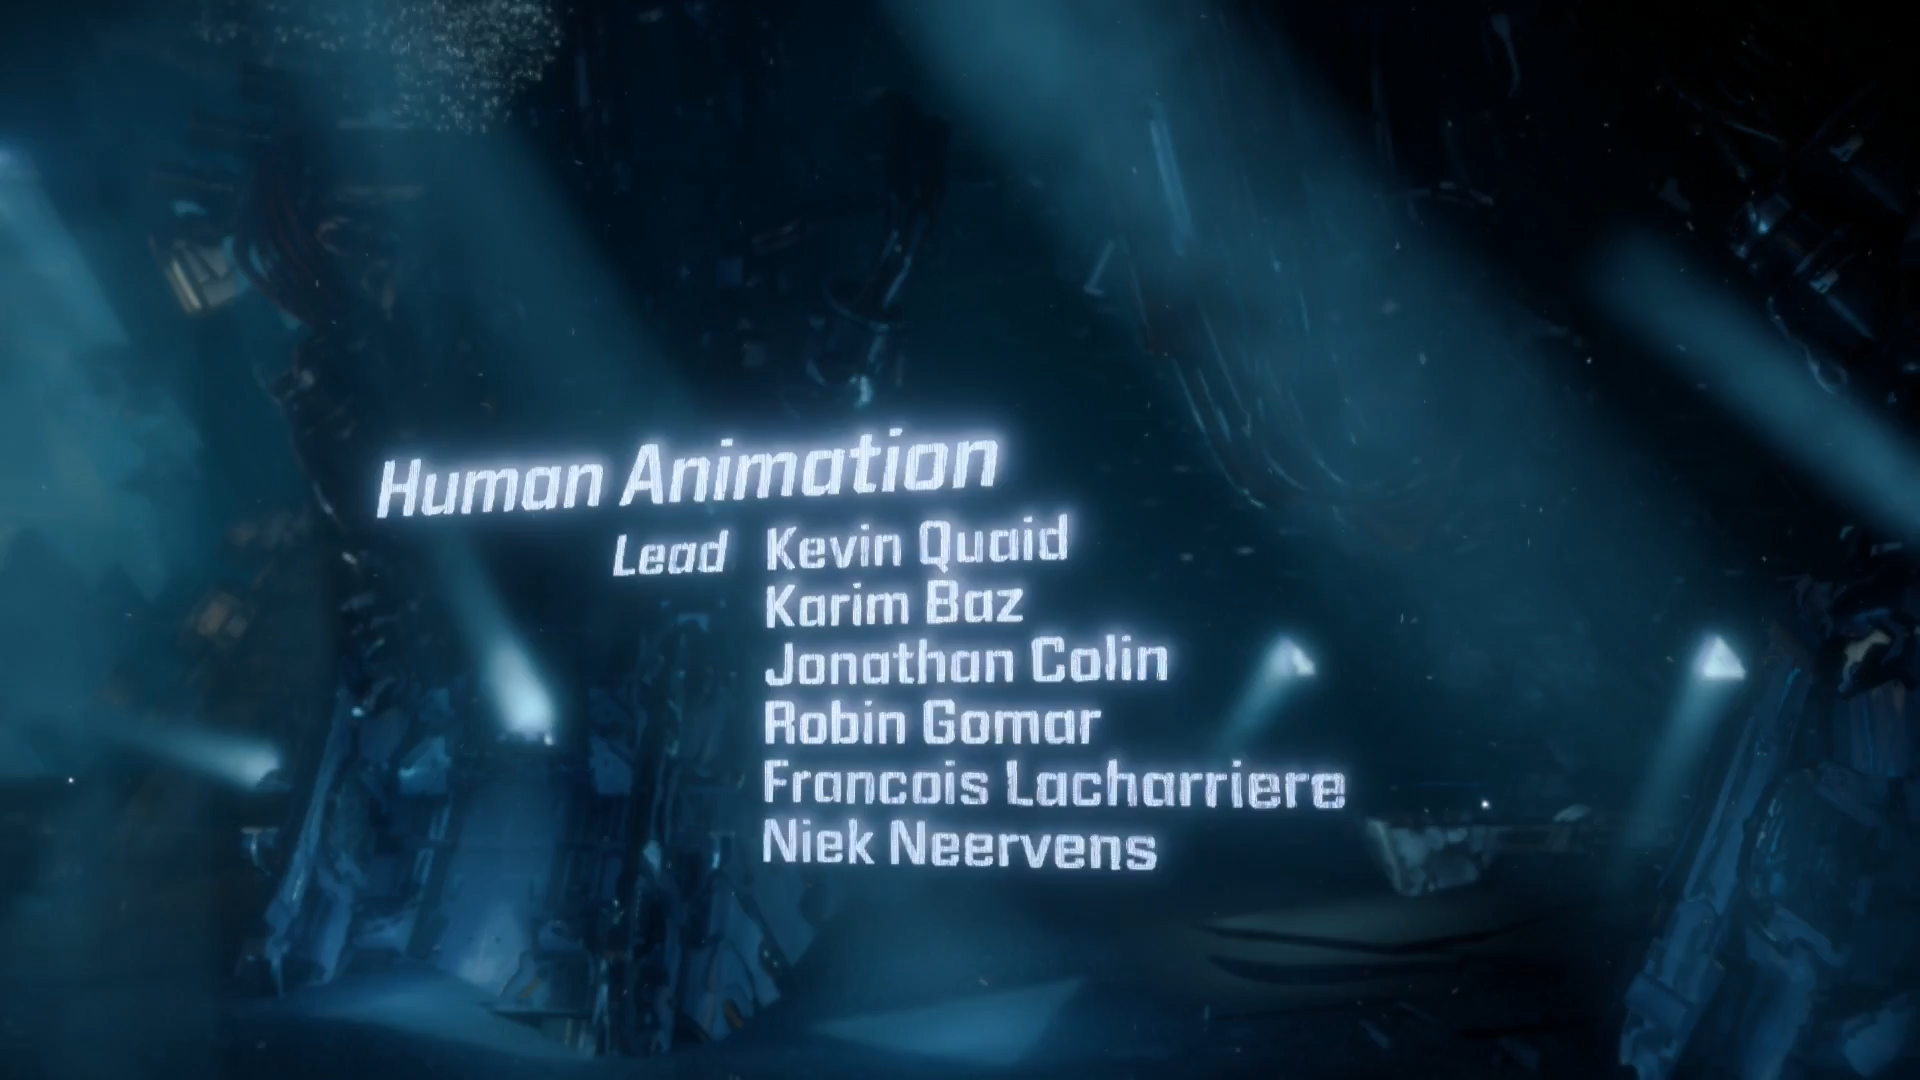 Human Animation
Lead Kevin Quaid
Karim Baz
Jonathan Colin
Robin Gomar
Francois Lacharriere
Niek Neervens